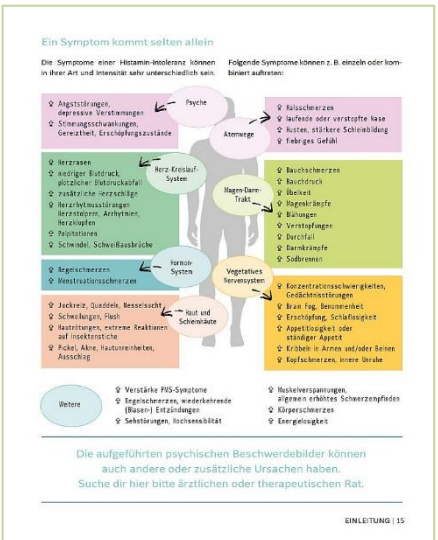 Ein Symptom kommt selten allein
Die Symptome einer Histamin-Intoleranz können
in ihrer Art und Intensität sehr unterschiedlich sein.
Folgende Symptome können z. B. einzeln oder kom-
biniert auftreten:
Psyche
Angststörungen,
depressive Verstimmungen
Stimmungsschwankungen,
Gereiztheit, Erschöpfungszustände
Atemwege
Halsschmerzen
laufende oder verstopfte Nase
Husten, stärkere Schleimbildung
fiebriges Gefühl
Herz-Kreislauf-
System
Herzrasen
niedriger Blutdruck,
plötzlicher Blutdruckabfall
zusätzliche Herzschläge
Herzrhytmusstörungen
Herzstolpern, Arrhytmien,
Herzklopfen
Palpitationen
Schwindel, Schweißausbrüche
Magen-Darm-
Trakt
Bauchschmerzen
Bauchdruck
Übelkeit
Magenkrämpfe
Blähungen
Verstopfungen
Durchfall
Darmkrämpfe
Sodbrennen
Hormon-
System
Regelschmerzen
Menstruationsschmerzen
Vegetatives
Nervensystem
Konzentrationsschwierigkeiten,
Gedächtnisstörungen
Brain Fog, Benommenheit
Erschöpfung, Schlaflosigkeit
Appetitlosigkeit oder
ständiger Appetit
Kribbeln in Armen und/oder Beinen
Kopfschmerzen, innere Unruhe
Haut und
Schleimhäute
Juckreiz, Quaddeln, Nesselsucht
Schwellungen, Flush
Hautrötungen, extreme Reaktionen
auf Insektenstiche
Pickel, Akne, Hautunreinheiten,
Ausschlag
Weitere
Verstärke PMS-Symptome
Regelschmerzen, wiederkehrende
(Blasen-) Entzündungen
Sehstörungen, Hochsensibilität
Muskelverspannungen,
allgemein erhöhtes Schmerzempfinden
Körperschmerzen
Energielosigkeit
Die aufgeführten psychischen Beschwerdebilder können
auch andere oder zusätzliche Ursachen haben.
Suche dir hier bitte ärztlichen oder therapeutischen Rat.
EINLEITUNG | 15